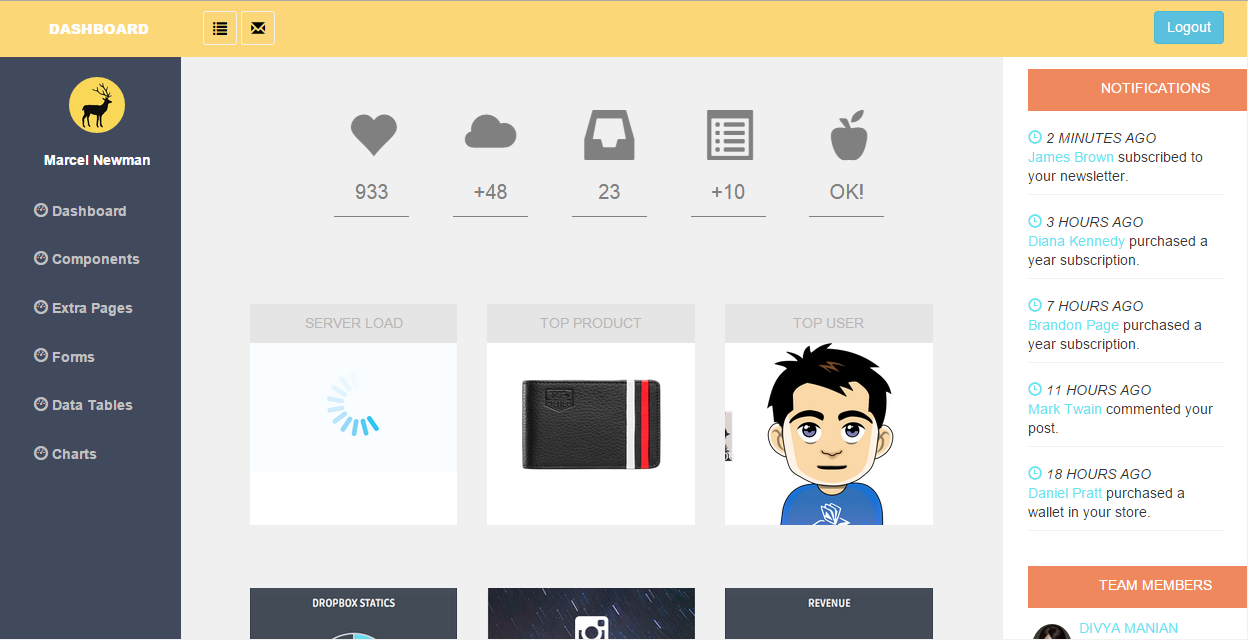 DASHBOARD
Logout
Marcel Newman
Dashboard
Components
Extra Pages
Forms
Data Tables
Charts
933
+48
23
+10
OK!
SERVER LOAD
TOP PRODUCT
TOP USER
DROPBOX STATICS
REVENUE
NOTIFICATIONS
2 MINUTES AGO
James Brown subscribed to
your newsletter.
3 HOURS AGO
Diana Kennedy purchased a
year subscription.
7 HOURS AGO
Brandon Page purchased a
year subscription.
11 HOURS AGO
Mark Twain commented your
post.
18 HOURS AGO
Daniel Pratt purchased a
wallet in your store.
TEAM MEMBERS
DIVYA MANIAN